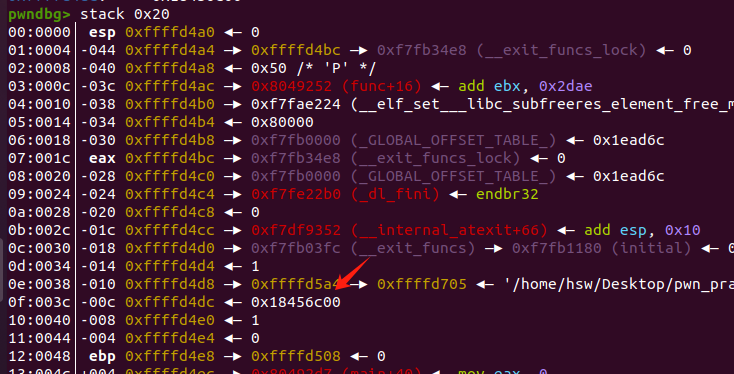 pwndbg> stack 0x20
00:0000│ esp 0xffffd4a0 ◂— 0
01:0004│-044 0xffffd4a4 —▸ 0xffffd4bc —▸ 0xf7fb34e8 (__exit_funcs_lock) ◂— 0
02:0008│-040 0xffffd4a8 ◂— 0x50 /* 'P' */
03:000c│-03c 0xffffd4ac —▸ 0x8049252 (func+16) ◂— add ebx, 0x2dae
04:0010│-038 0xffffd4b0 —▸ 0xf7fae224 (__elf_set___libc_subfreeres_element_free_m
05:0014│-034 0xffffd4b4 ◂— 0x80000
06:0018│-030 0xffffd4b8 —▸ 0xf7fb0000 (_GLOBAL_OFFSET_TABLE_) ◂— 0x1ead6c
07:001c│ eax 0xffffd4bc —▸ 0xf7fb34e8 (__exit_funcs_lock) ◂— 0
08:0020│-028 0xffffd4c0 —▸ 0xf7fb0000 (_GLOBAL_OFFSET_TABLE_) ◂— 0x1ead6c
09:0024│-024 0xffffd4c4 —▸ 0xf7fe22b0 (_dl_fini) ◂— endbr32
0a:0028│-020 0xffffd4c8 ◂— 0
0b:002c│-01c 0xffffd4cc —▸ 0xf7df9352 (__internal_atexit+66) ◂— add esp, 0x10
0c:0030│-018 0xffffd4d0 —▸ 0xf7fb03fc (__exit_funcs) —▸ 0xf7fb1180 (initial) ◂— 0
0d:0034│-014 0xffffd4d4 ◂— 1
0e:0038│-010 0xffffd4d8 —▸ 0xffffd5a4 —▸ 0xffffd705 ◂— '/home/hsw/Desktop/pwn_pra
0f:003c│-00c 0xffffd4dc ◂— 0x18456c00
10:0040│-008 0xffffd4e0 ◂— 1
11:0044│-004 0xffffd4e4 ◂— 0
12:0048│ ebp 0xffffd4e8 —▸ 0xffffd508 ◂— 0